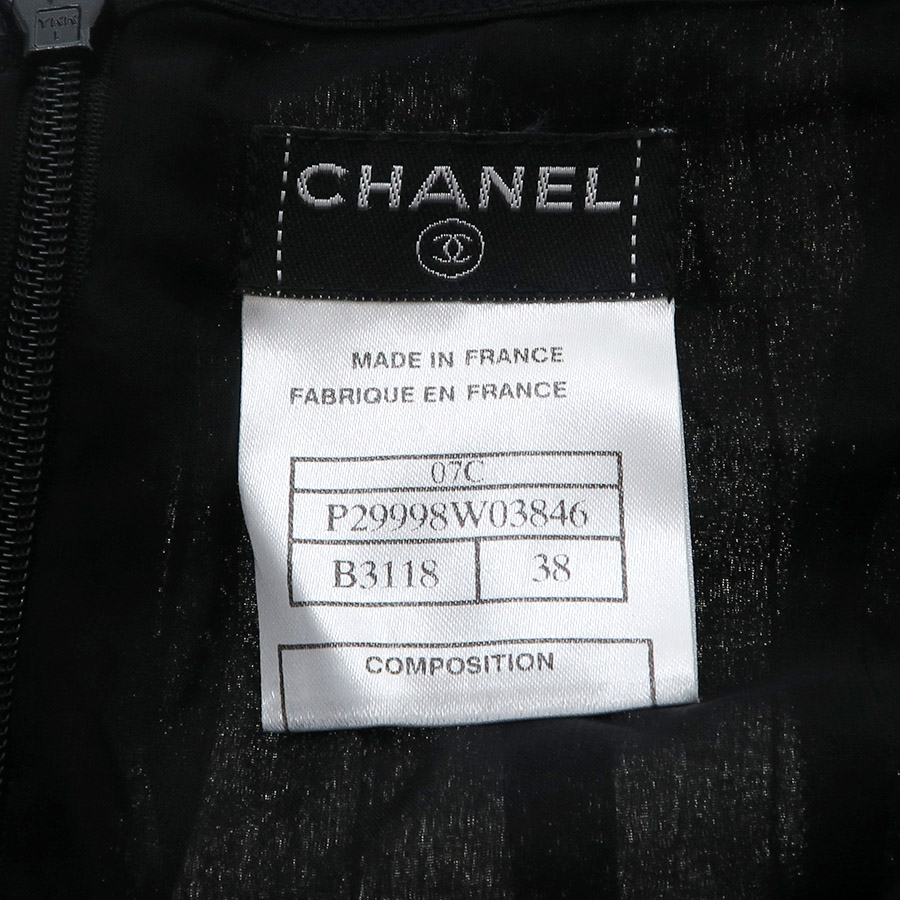 CHANEL
MADE IN FRANCE
FABRIQUE EN FRANCE
07C
P29998W03846
B3118 38
COMPOSITION